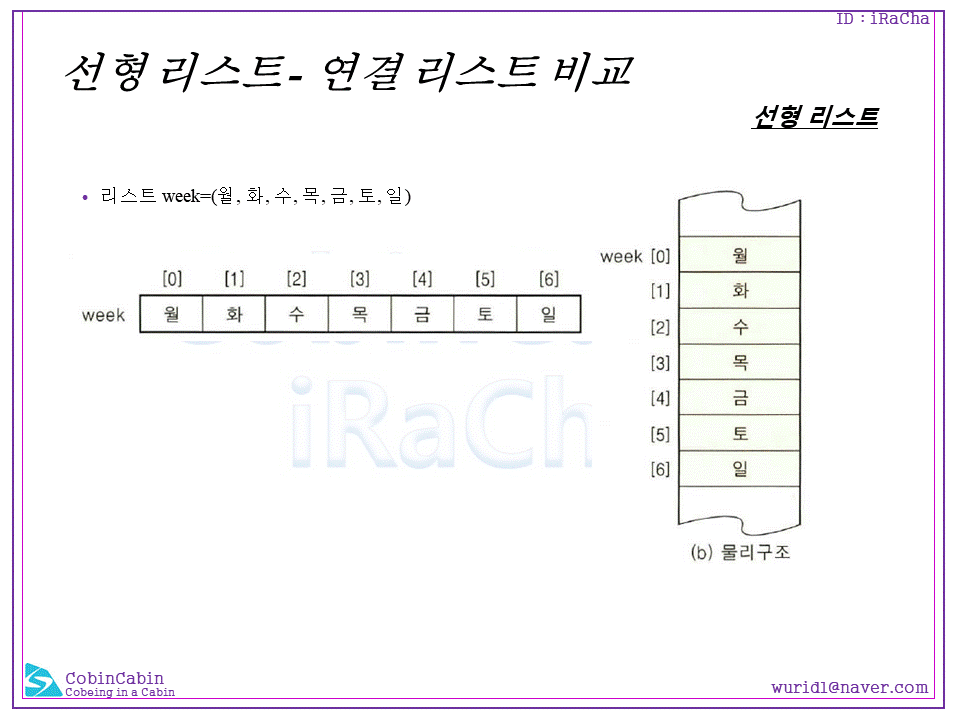 ID : iRaCha
선형 리스트- 연결 리스트 비교
선형 리스트
• 리스트 week=(월, 화, 수, 목, 금, 토, 일)
[0] [1] [2] [3] [4] [5] [6]
week 월 화 수 목 금 토 일
week [0] 월
[1] 화
[2] 수
[3] 목
[4] 금
[5] 토
[6] 일
(b) 물리구조
iRaCh
CobinCabin
Cobeing in a Cabin
wurid1@naver.com